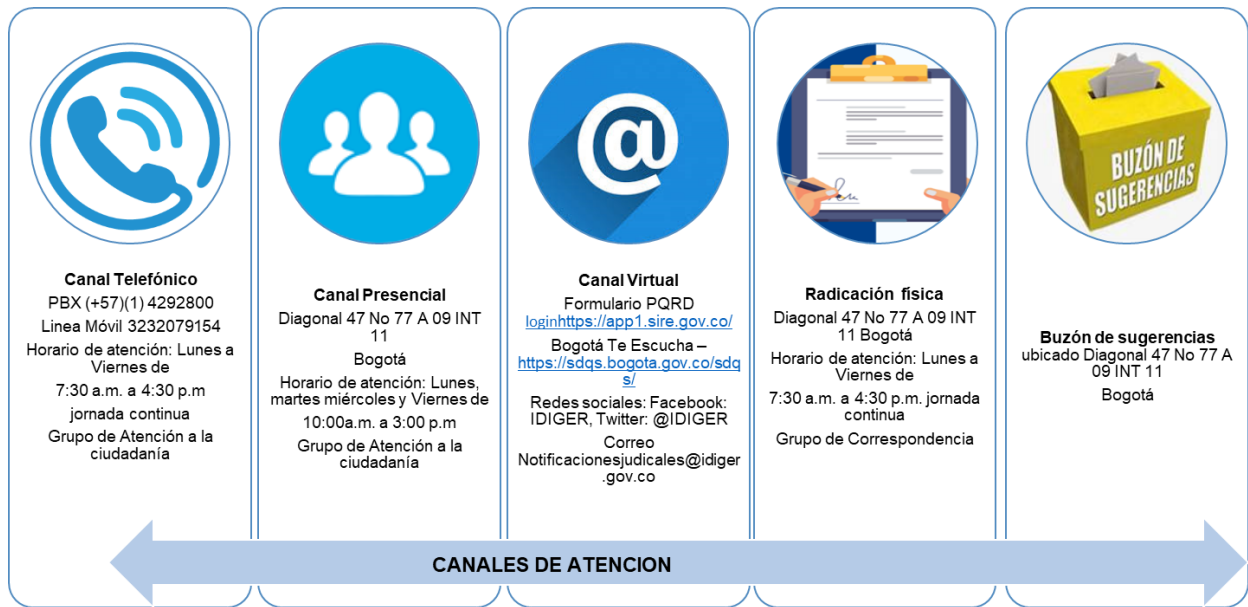 BUZÓN DE
SUGERENCIAS
Canal Telefónico
PBX (+57)(1) 4292800
Linea Móvil 3232079154
Horario de atención: Lunes a
Viernes de
7:30 a.m. a 4:30 p.m
jornada continua
Grupo de Atención a la
ciudadanía
Canal Presencial
Diagonal 47 No 77 A 09 INT
11
Bogotá
Horario de atención: Lunes,
martes miércoles y Viernes de
10:00a.m. a 3:00 p.m
Grupo de Atención a la
ciudadanía
Canal Virtual
Formulario PQRD
loginhttps://app1.sire.gov.co/
Bogotá Te Escucha –
https://sdqs.bogota.gov.co/sdq
s/
Redes sociales: Facebook:
IDIGER, Twitter: @IDIGER
Correo
Notificacionesjudiciales@idiger
.gov.co
Radicación física
Diagonal 47 No 77 A 09 INT
11 Bogotá
Horario de atención: Lunes a
Viernes de
7:30 a.m. a 4:30 p.m. jornada
continua
Grupo de Correspondencia
Buzón de sugerencias
ubicado Diagonal 47 No 77 A
09 INT 11
Bogotá
CANALES DE ATENCION